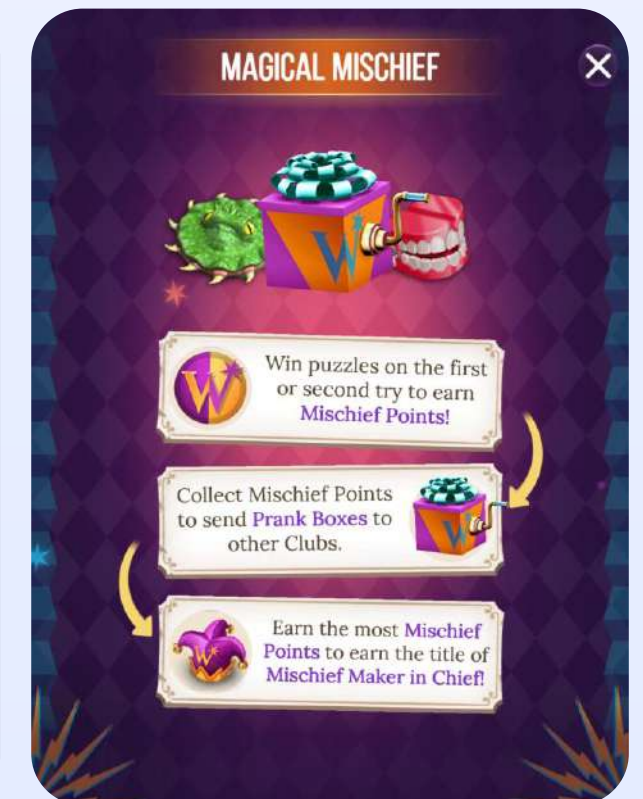 MAGICAL MISCHIEF
W
W
Win puzzles on the first
or second try to earn
Mischief Points!
Collect Mischief Points
to send Prank Boxes to
other Clubs.
W
W
Earn the most Mischief
Points to earn the title of
Mischief Maker in Chief!